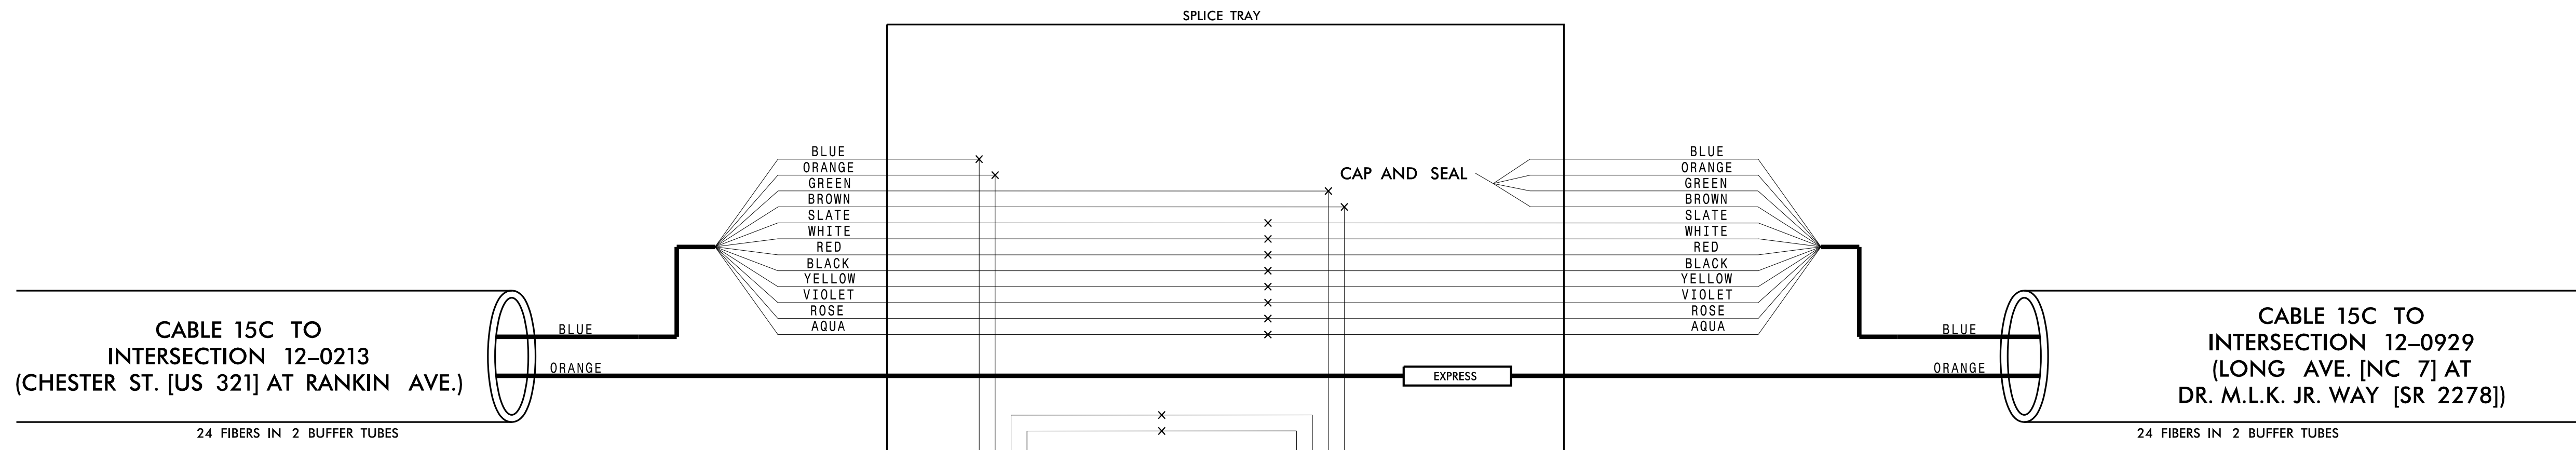 SPLICE TRAY
BLUE
ORANGE
GREEN
BROWN
SLATE
WHITE
RED
BLACK
YELLOW
VIOLET
ROSE
AQUA
CAP AND SEAL
BLUE
ORANGE
GREEN
BROWN
SLATE
WHITE
RED
BLACK
YELLOW
VIOLET
ROSE
AQUA
CABLE 15C TO
INTERSECTION 12–0213
(CHESTER ST. [US 321] AT RANKIN AVE.)
24 FIBERS IN 2 BUFFER TUBES
BLUE
ORANGE
EXPRESS
BLUE
ORANGE
CABLE 15C TO
INTERSECTION 12–0929
(LONG AVE. [NC 7] AT
DR. M.L.K. JR. WAY [SR 2278])
24 FIBERS IN 2 BUFFER TUBES